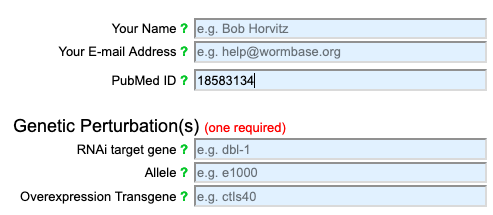 Your Name ? e.g. Bob Horvitz
Your E-mail Address ? e.g. help@wormbase.org
PubMed ID ? 18583134
Genetic Perturbation(s) (one required)
RNAi target gene ? e.g. dbl-1
Allele ? e.g. e1000
Overexpression Transgene ? e.g. ctIs40